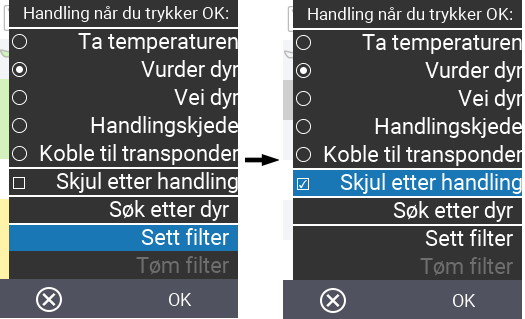 Handling når du trykker OK:
Ta temperaturen
Vurder dyr
Vei dyr
Handlingskjede
Koble til transponder
Skjul etter handling
Søk etter dyr
Sett filter
Tøm filter
OK
Handling når du trykker OK:
Ta temperaturen
Vurder dyr
Vei dyr
Handlingskjede
Koble til transponder
Skjul etter handling
Søk etter dyr
Sett filter
Tøm filter
OK